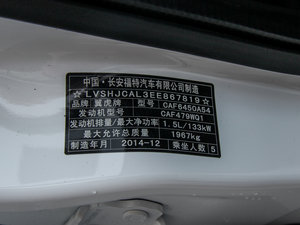 中国·长安福特汽车有限公司制造
☆LVSHJCAL3EE867819☆
品牌 翼虎牌 型号 CAF6450A54
发动机型号 CAF479WQ1
发动机排量/最大净功率 1.5L/133kW
最大允许总质量 1967kg
制造年月 2014-12 乘坐人数 5